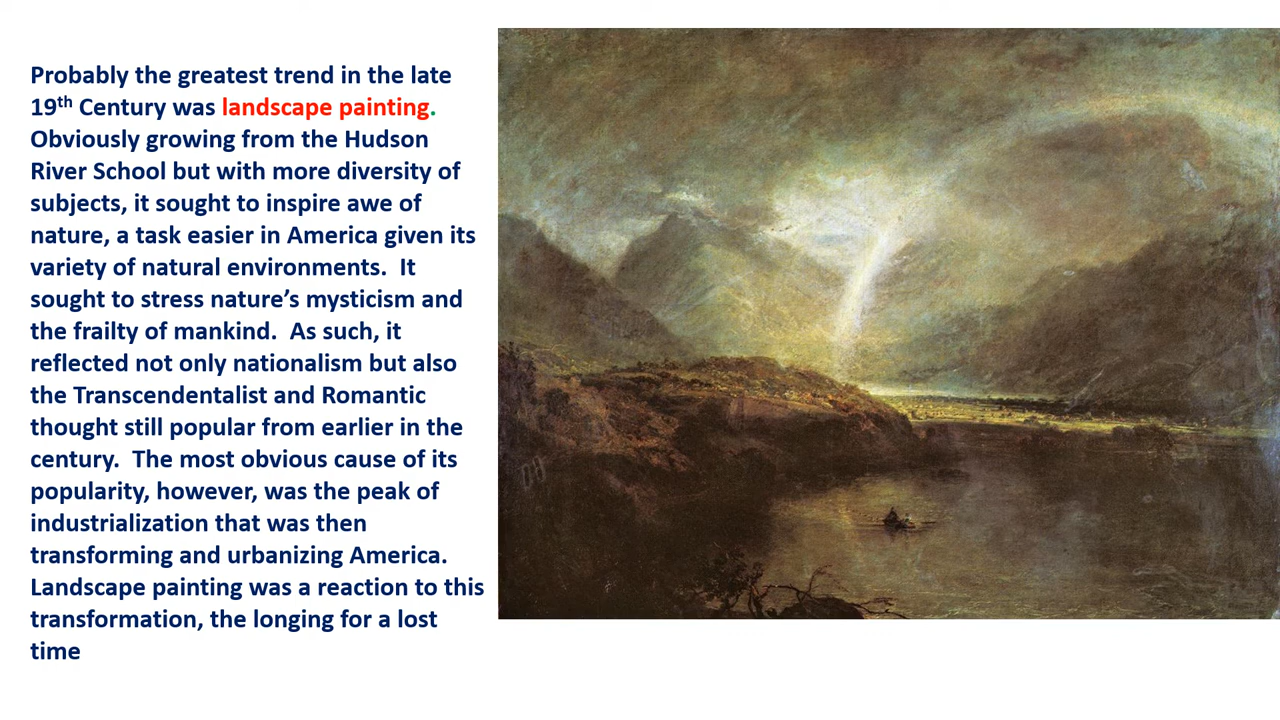 Probably the greatest trend in the late
19th Century was landscape painting.
Obviously growing from the Hudson
River School but with more diversity of
subjects, it sought to inspire awe of
nature, a task easier in America given its
variety of natural environments.  It
sought to stress nature’s mysticism and
the frailty of mankind.  As such, it
reflected not only nationalism but also
the Transcendentalist and Romantic
thought still popular from earlier in the
century.  The most obvious cause of its
popularity, however, was the peak of
industrialization that was then
transforming and urbanizing America.
Landscape painting was a reaction to this
transformation, the longing for a lost
time